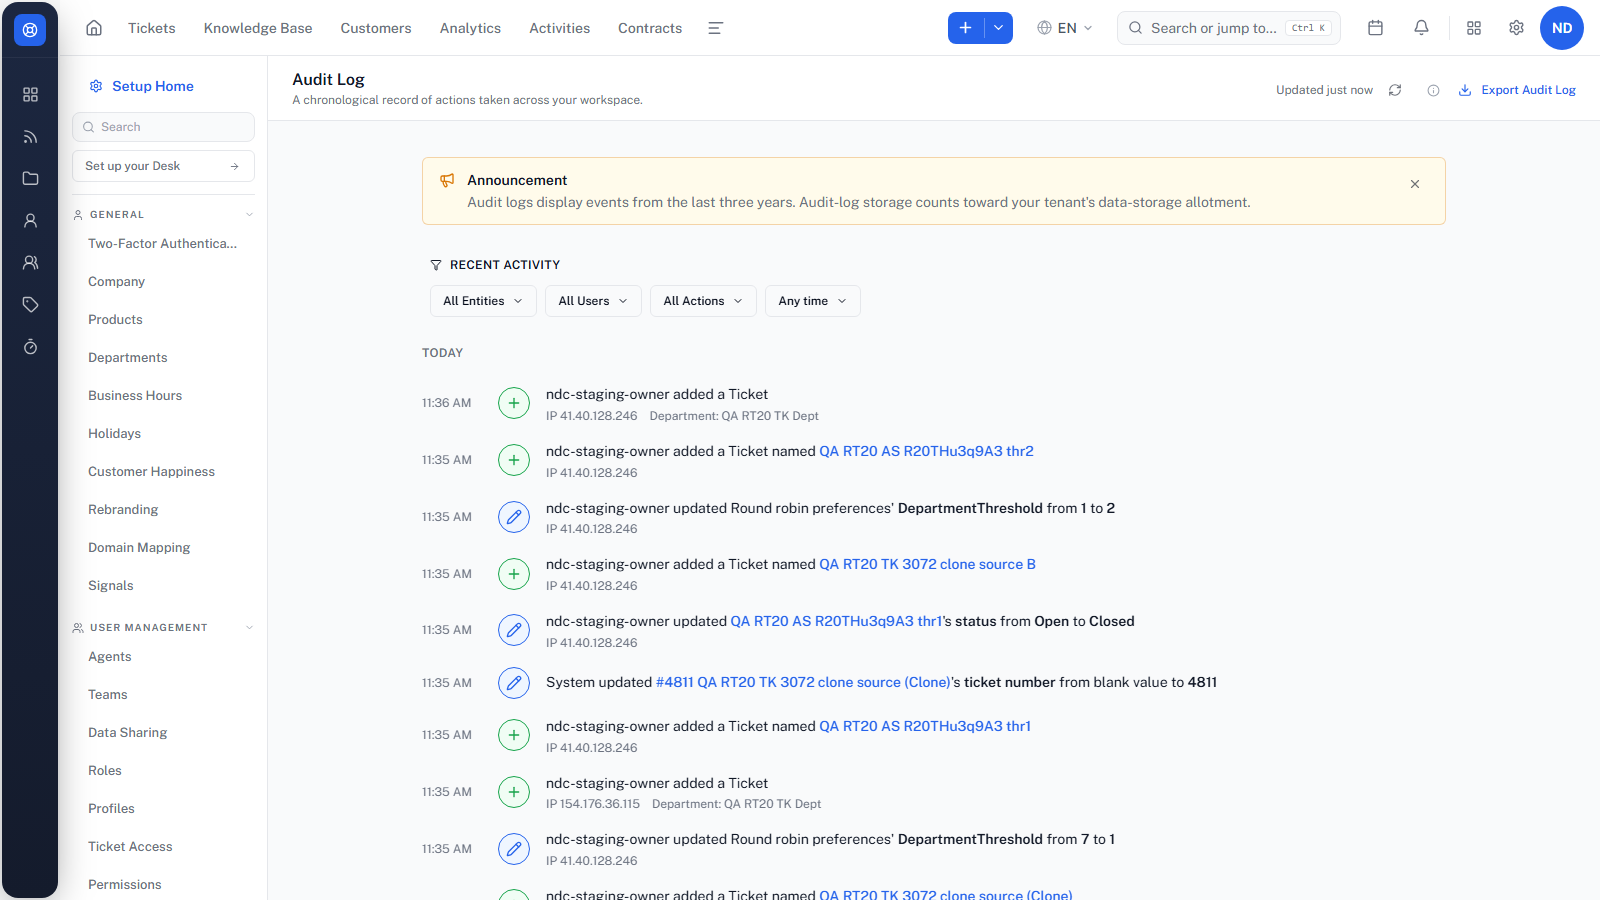 Tickets
Knowledge Base
Customers
Analytics
Activities
Contracts
EN
Search or jump to...
Ctrl K
ND
Setup Home
Search
Set up your Desk
GENERAL
Two-Factor Authentica...
Company
Products
Departments
Business Hours
Holidays
Customer Happiness
Rebranding
Domain Mapping
Signals
USER MANAGEMENT
Agents
Teams
Data Sharing
Roles
Profiles
Ticket Access
Permissions
Audit Log
A chronological record of actions taken across your workspace.
Updated just now
Export Audit Log
Announcement
Audit logs display events from the last three years. Audit-log storage counts toward your tenant's data-storage allotment.
RECENT ACTIVITY
All Entities
All Users
All Actions
Any time
TODAY
11:36 AM
ndc-staging-owner added a Ticket
IP 41.40.128.246 Department: QA RT20 TK Dept
11:35 AM
ndc-staging-owner added a Ticket named QA RT20 AS R20THu3q9A3 thr2
IP 41.40.128.246
11:35 AM
ndc-staging-owner updated Round robin preferences' DepartmentThreshold from 1 to 2
IP 41.40.128.246
11:35 AM
ndc-staging-owner added a Ticket named QA RT20 TK 3072 clone source B
IP 41.40.128.246
11:35 AM
ndc-staging-owner updated QA RT20 AS R20THu3q9A3 thr1's status from Open to Closed
IP 41.40.128.246
11:35 AM
System updated #4811 QA RT20 TK 3072 clone source (Clone)'s ticket number from blank value to 4811
11:35 AM
ndc-staging-owner added a Ticket named QA RT20 AS R20THu3q9A3 thr1
IP 41.40.128.246
11:35 AM
ndc-staging-owner added a Ticket
IP 154.176.36.115 Department: QA RT20 TK Dept
11:35 AM
ndc-staging-owner updated Round robin preferences' DepartmentThreshold from 7 to 1
IP 41.40.128.246
ndc-staging-owner added a Ticket named QA RT20 TK 3072 clone source (Clone)